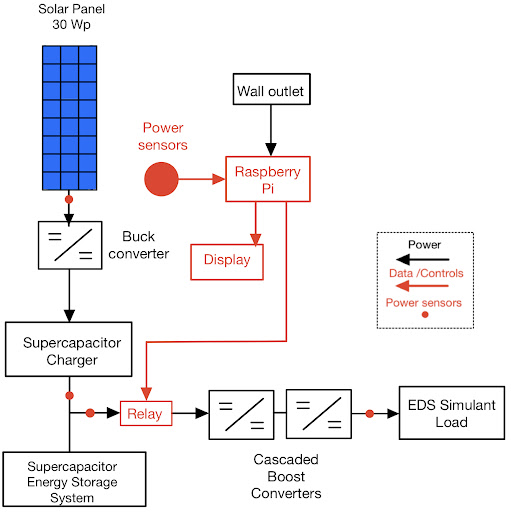 Solar Panel
30 Wp
Wall outlet
Power
sensors
Raspberry
Pi
Buck
converter
Display
Power
Data /Controls
Power sensors
Supercapacitor
Charger
Relay
EDS Simulant
Load
Cascaded
Boost
Converters
Supercapacitor
Energy Storage
System